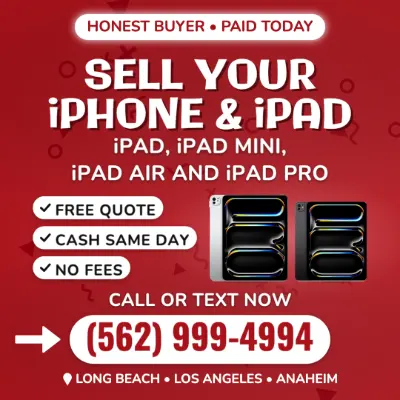 HONEST BUYER • PAID TODAY
SELL YOUR
iPHONE & iPAD
iPAD, iPAD MINI,
iPAD AIR AND iPAD PRO
FREE QUOTE
CASH SAME DAY
NO FEES
CALL OR TEXT NOW
(562) 999-4994
LONG BEACH • LOS ANGELES • ANAHEIM